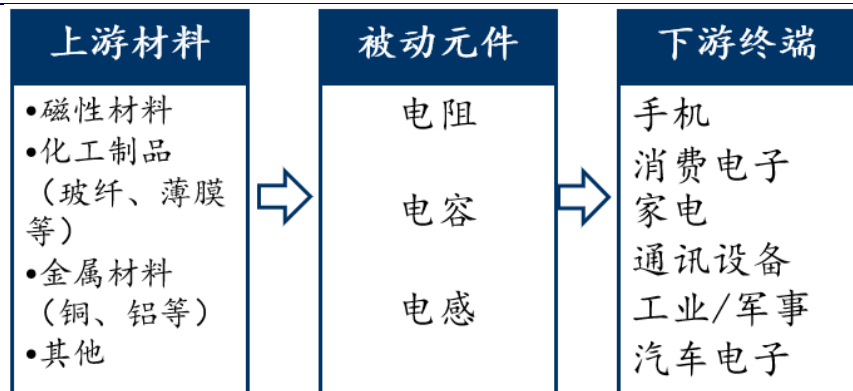 上游材料
•磁性材料
•化工制品
（玻纤、薄膜
等）
•金属材料
（铜、铝等）
•其他
被动元件
电阻
电容
电感
下游终端
手机
消费电子
家电
通讯设备
工业/军事
汽车电子